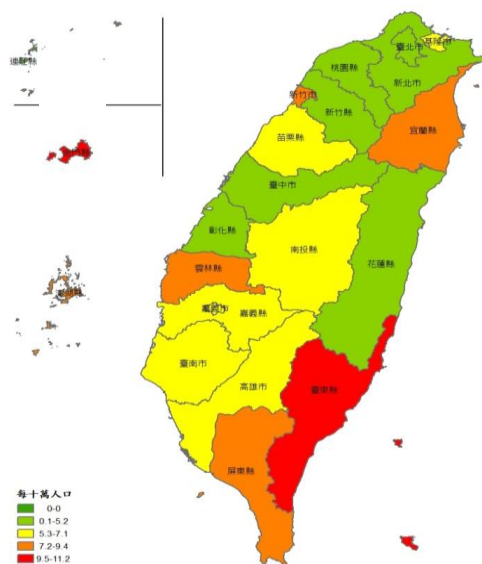 連江縣
基隆市
臺北市
桃園縣
新北市
新竹市
新竹縣
宜蘭縣
苗栗縣
臺中市
彰化縣
南投縣
花蓮縣
雲林縣
嘉義縣
臺南市
高雄市
臺東縣
屏東縣
每十萬人口
0-0
0.1-5.2
5.3-7.1
7.2-9.4
9.5-11.2